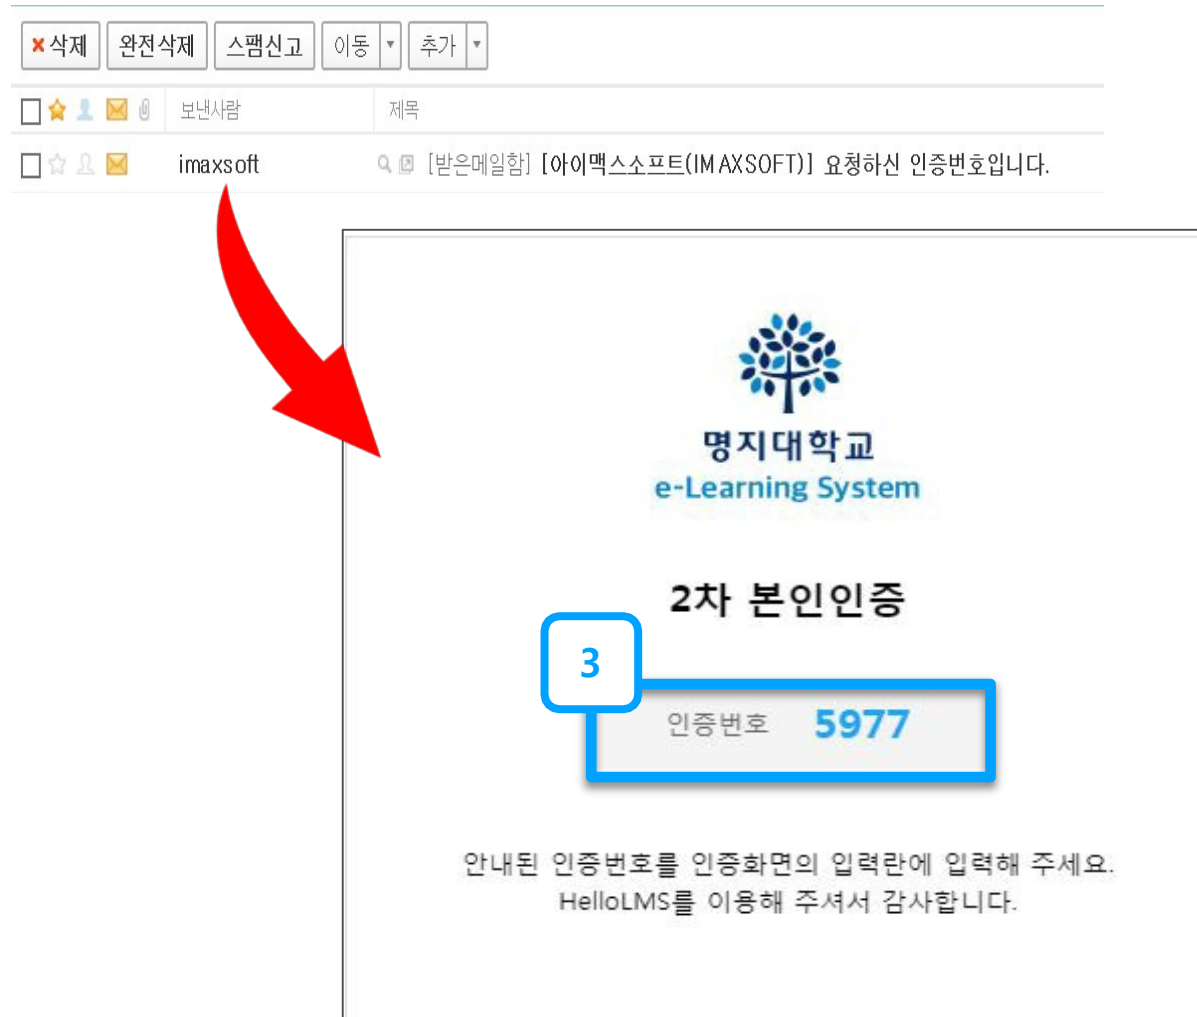 삭제 완전삭제 스팸신고 이동 추가
보낸사람 제목
imaxsoft [받은메일함] [아이맥스소프트(IMAXSOFT)] 요청하신 인증번호입니다.
명지대학교
e-Learning System
2차 본인인증
3
인증번호 5977
안내된 인증번호를 인증화면의 입력란에 입력해 주세요.
HelloLMS를 이용해 주셔서 감사합니다.